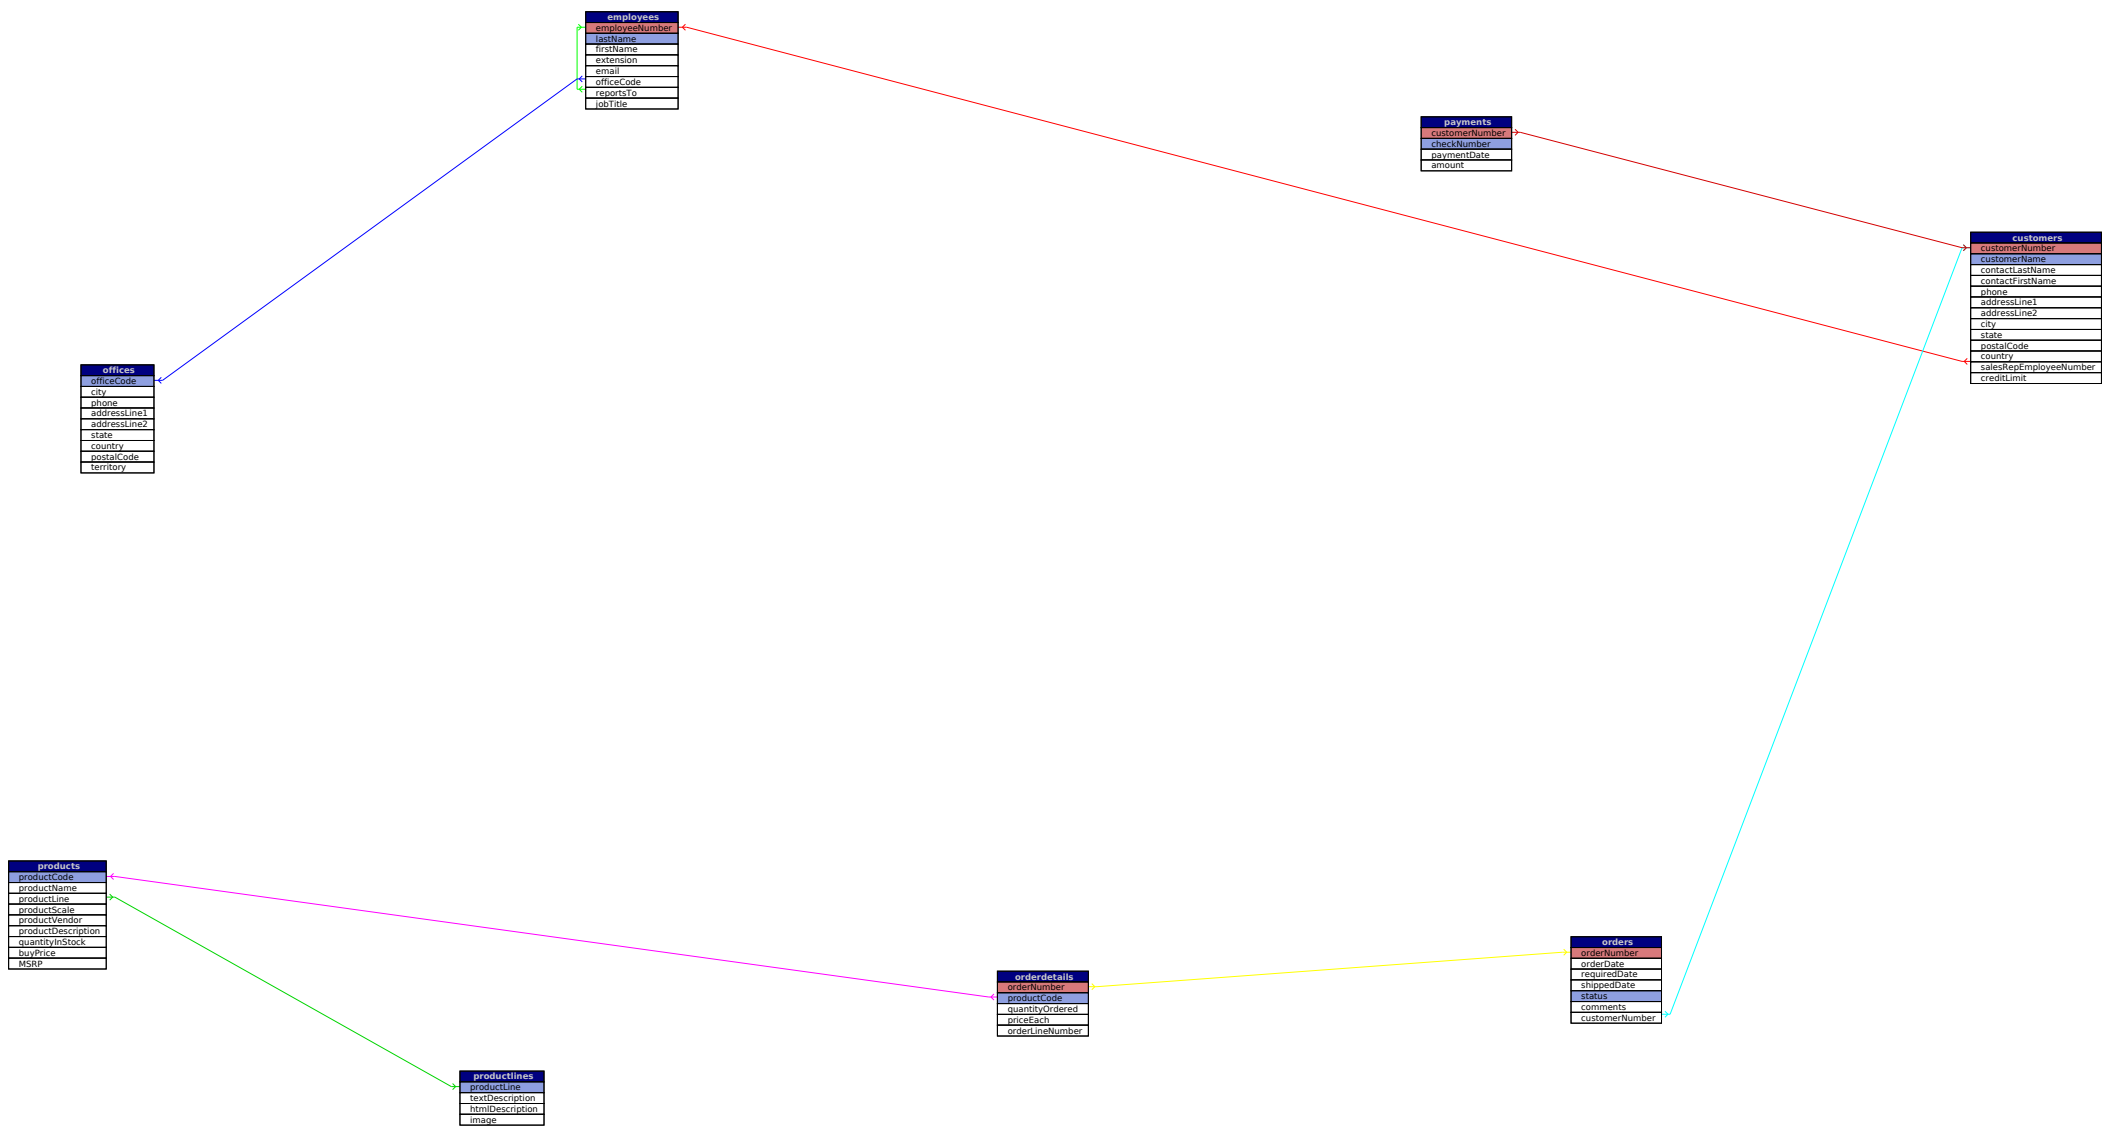 employees
employeeNumber
lastName
firstName
extension
email
officeCode
reportsTo
jobTitle
payments
customerNumber
checkNumber
paymentDate
amount
customers
customerNumber
customerName
contactLastName
contactFirstName
phone
addressLine1
addressLine2
city
state
postalCode
country
salesRepEmployeeNumber
creditLimit
offices
officeCode
city
phone
addressLine1
addressLine2
state
country
postalCode
territory
products
productCode
productName
productLine
productScale
productVendor
productDescription
quantityInStock
buyPrice
MSRP
orderdetails
orderNumber
productCode
quantityOrdered
priceEach
orderLineNumber
orders
orderNumber
orderDate
requiredDate
shippedDate
status
comments
customerNumber
productlines
productLine
textDescription
htmlDescription
image